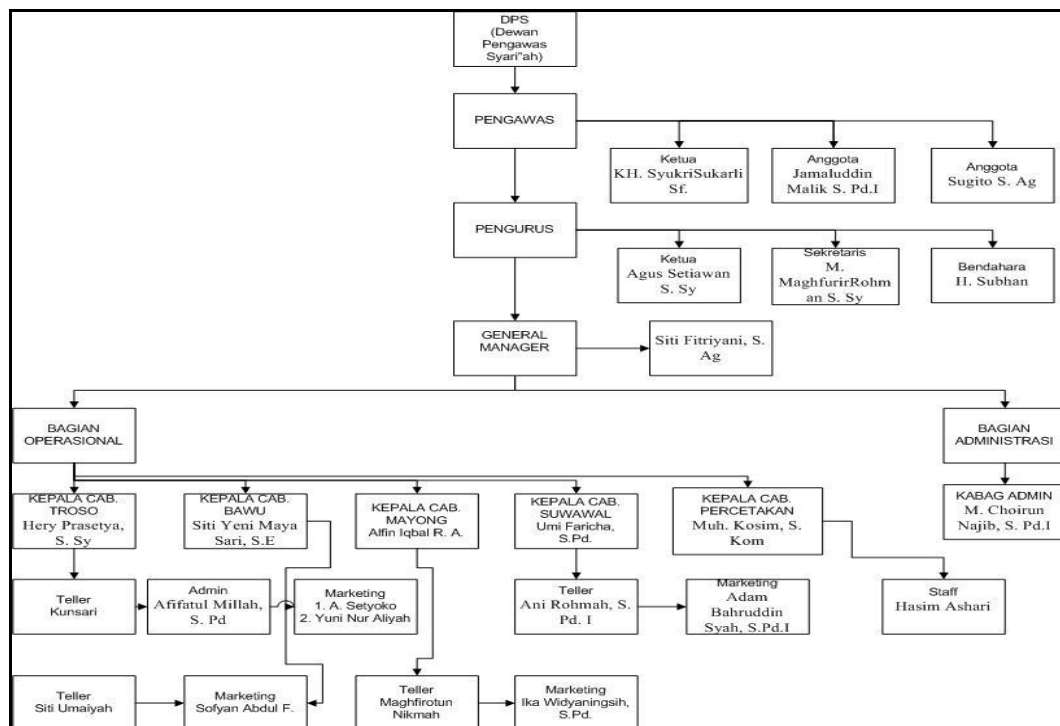 DPS
(Dewan
Pengawas
Syari"ah)
PENGAWAS
Ketua
KH. SyukriSukarli
Sf.
Anggota
Jamaluddin
Malik S. Pd.I
Anggota
Sugito S. Ag
PENGURUS
Ketua
Agus Setiawan
S. Sy
Sekretaris
M.
MaghfurirRohm
an S. Sy
Bendahara
H. Subhan
GENERAL
MANAGER
Siti Fitriyani, S.
Ag
BAGIAN
OPERASIONAL
BAGIAN
ADMINISTRASI
KEPALA CAB.
TROSO
Hery Prasetya,
S. Sy
KEPALA CAB.
BAWU
Siti Yeni Maya
Sari, S.E
KEPALA CAB.
MAYONG
Alfin Iqbal R. A.
KEPALA CAB.
SUWAWAL
Umi Faricha,
S.Pd.
KEPALA CAB.
PERCETAKAN
Muh. Kosim, S.
Kom
KABAG ADMIN
M. Choirun
Najib, S. Pd.I
Teller
Kunsari
Admin
Afifatul Millah,
S. Pd
Marketing
1. A. Setyoko
2. Yuni Nur Aliyah
Teller
Ani Rohmah, S.
Pd. I
Marketing
Adam
Bahruddin
Syah, S.Pd.I
Staff
Hasim Ashari
Teller
Siti Umaiyah
Marketing
Sofyan Abdul F.
Teller
Maghfirotun
Nikmah
Marketing
Ika Widyaningsih,
S.Pd.